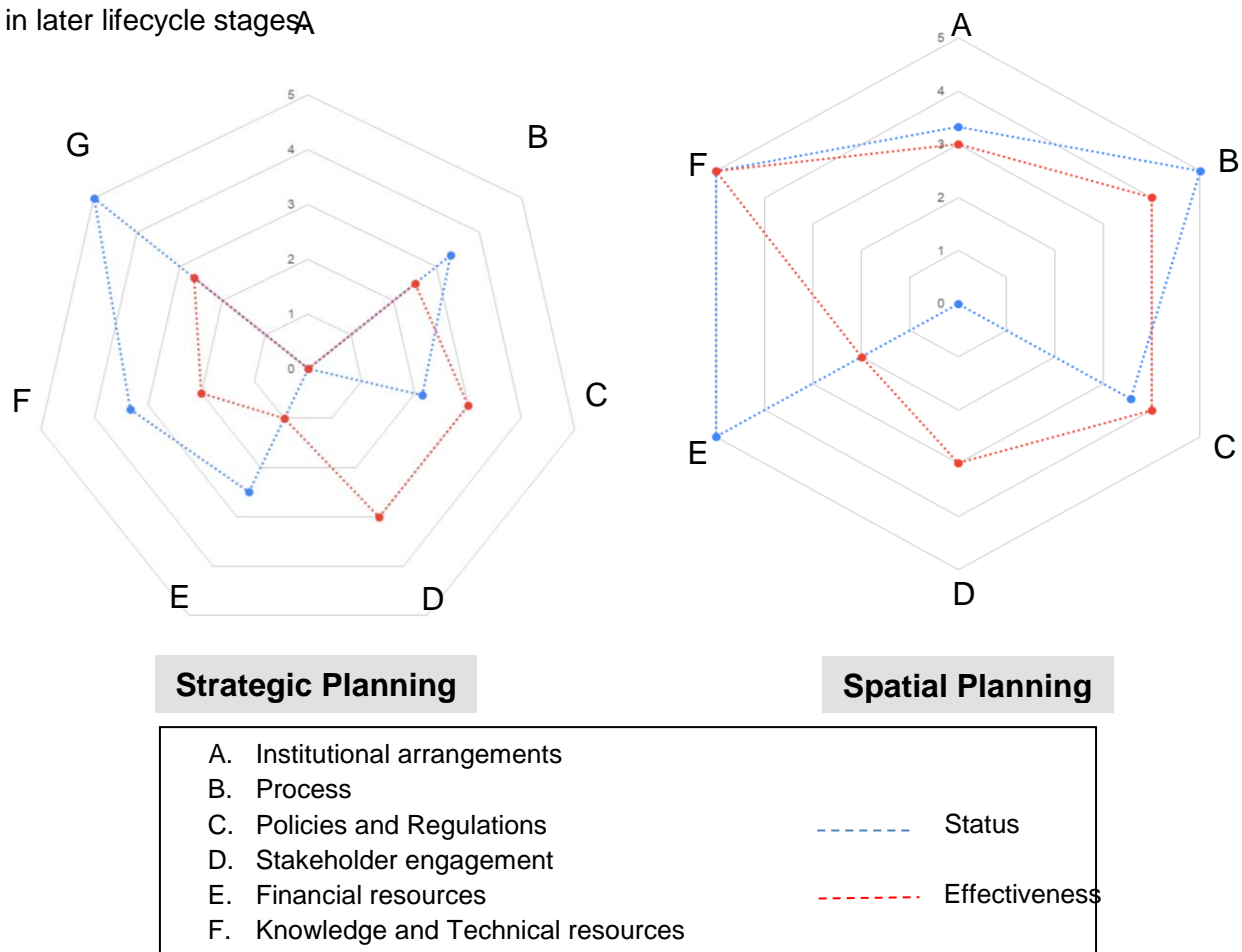 in later lifecycle stages.
A
5
G
B
4
3
2
1
0
F
C
E
D
A
5
4
F
3
B
2
1
0
E
C
D
Strategic Planning
Spatial Planning
A. Institutional arrangements
B. Process
C. Policies and Regulations
Status
D. Stakeholder engagement
E. Financial resources
Effectiveness
F. Knowledge and Technical resources